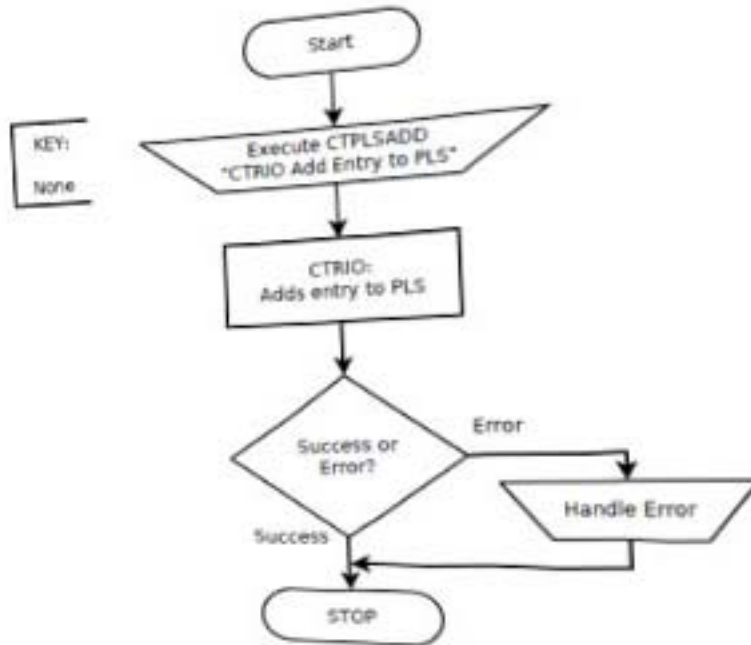 Start
KEY:
None
Execute CTPLSADD
"CTRIO Add Entry to PLS"
CTRIO:
Adds entry to PLS
Success or
Error?
Error
Handle Error
Success
STOP